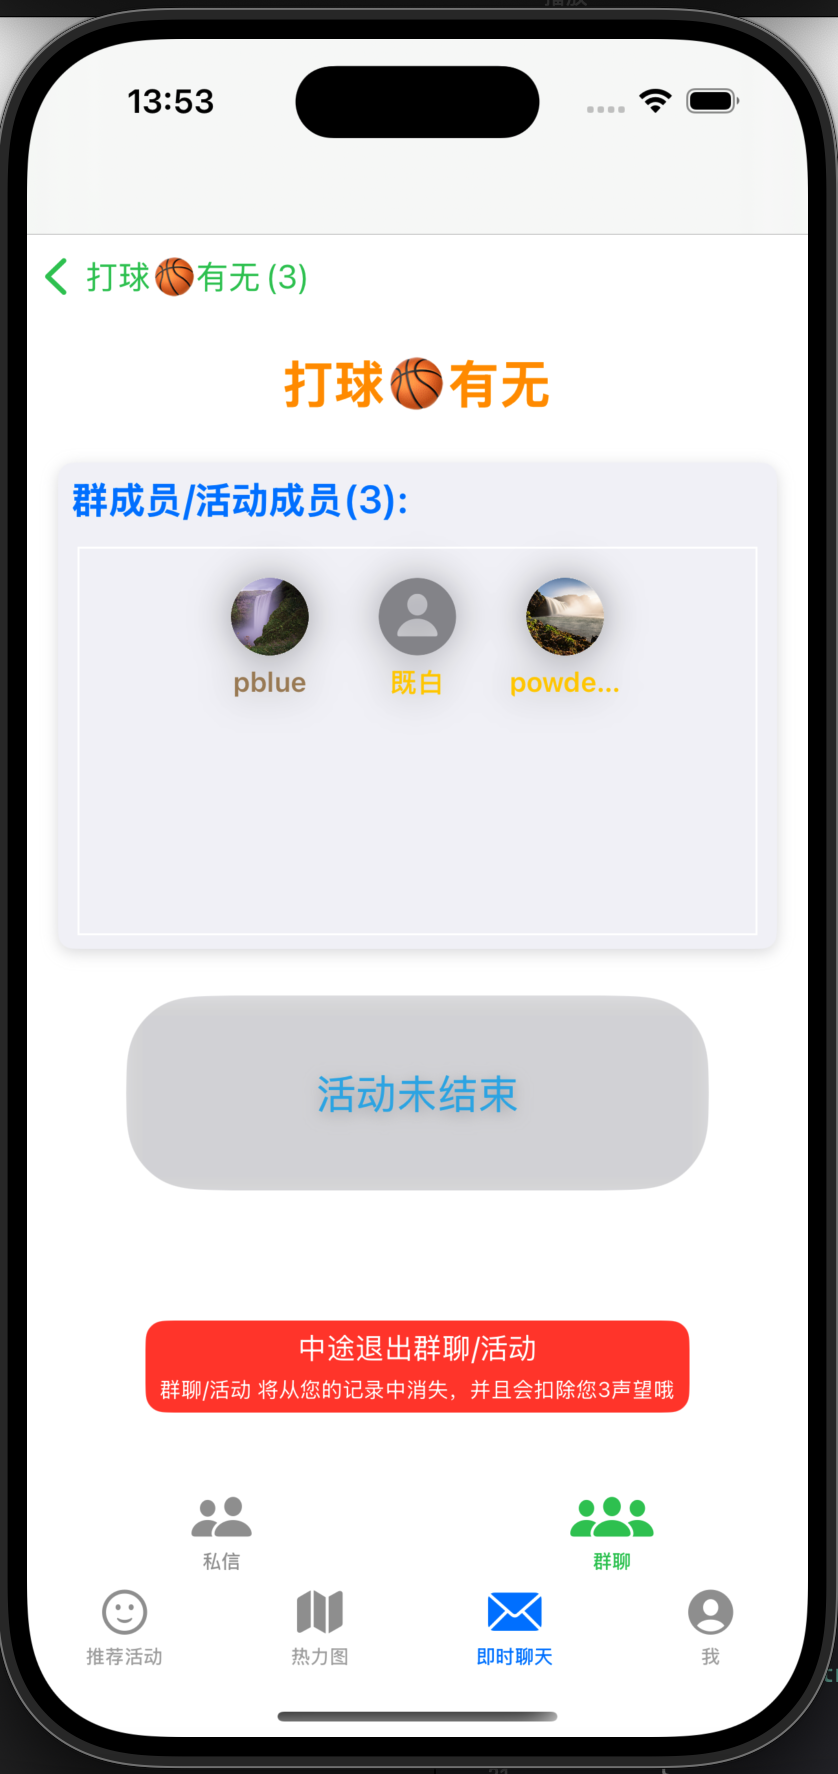 13:53
打球🏀有无(3)
打球🏀有无
群成员/活动成员(3):
pblue
既白
powde...
活动未结束
中途退出群聊/活动
群聊/活动 将从您的记录中消失，并且会扣除您3声望哦
私信
群聊
推荐活动
热力图
即时聊天
我